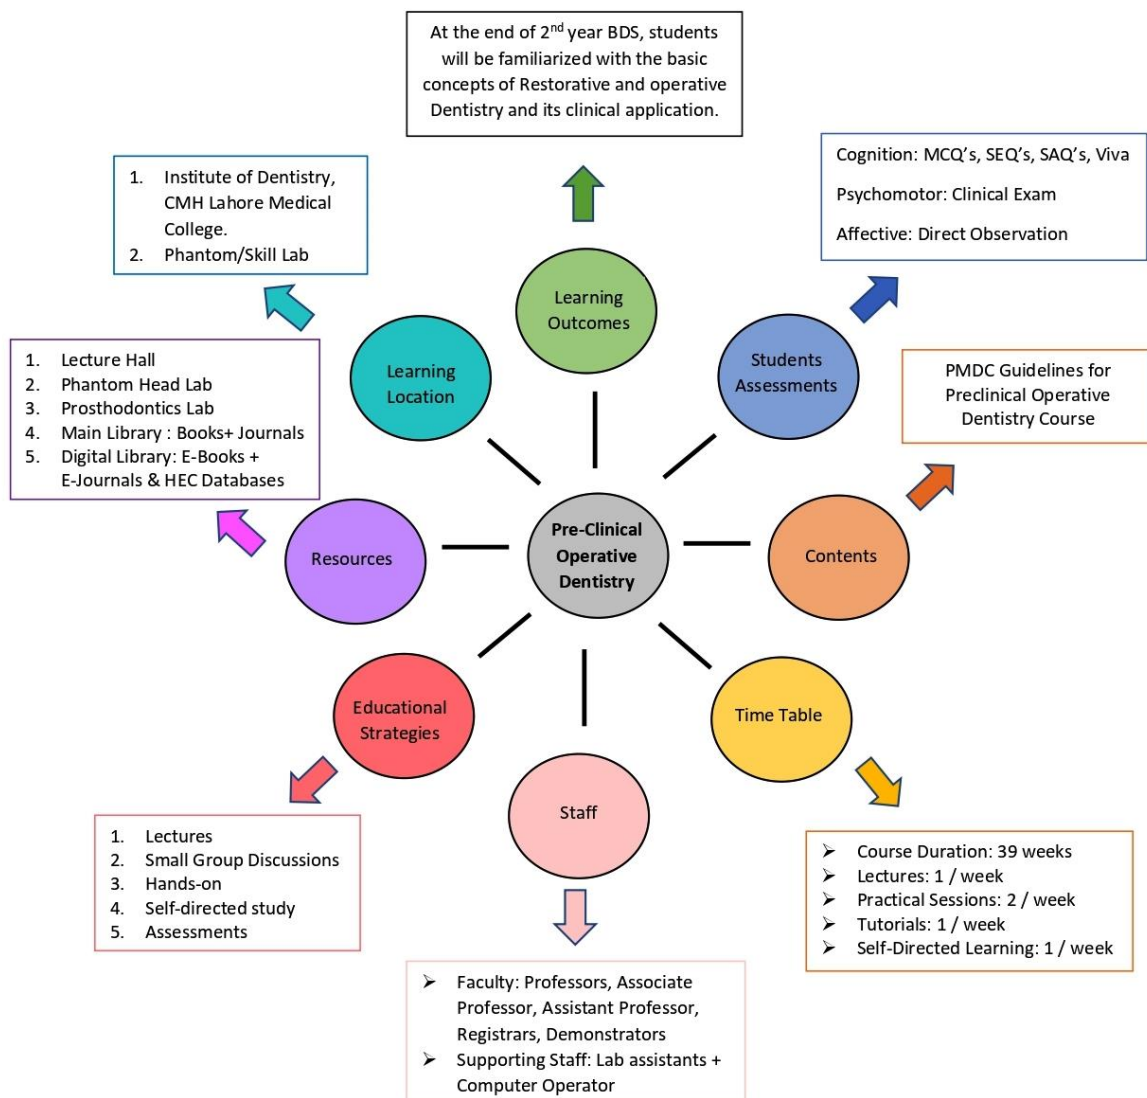 At the end of 2nd year BDS, students
will be familiarized with the basic
concepts of Restorative and operative
Dentistry and its clinical application.
Cognition: MCQ's, SEQ's, SAQ's, Viva
Psychomotor: Clinical Exam
Affective: Direct Observation
1. Institute of Dentistry,
CMH Lahore Medical
College.
2. Phantom/Skill Lab
Learning
Outcomes
Learning
Location
Students
Assessments
1. Lecture Hall
2. Phantom Head Lab
3. Prosthodontics Lab
4. Main Library : Books+ Journals
5. Digital Library: E-Books +
E-Journals & HEC Databases
PMDC Guidelines for
Preclinical Operative
Dentistry Course
Resources
Pre-Clinical
Operative
Dentistry
Contents
Educational
Strategies
Time Table
Staff
1. Lectures
2. Small Group Discussions
3. Hands-on
4. Self-directed study
5. Assessments
➢ Course Duration: 39 weeks
➢ Lectures: 1 / week
➢ Practical Sessions: 2 / week
➢ Tutorials: 1 / week
➢ Self-Directed Learning: 1 / week
➢ Faculty: Professors, Associate
Professor, Assistant Professor,
Registrars, Demonstrators
➢ Supporting Staff: Lab assistants +
Computer Operator